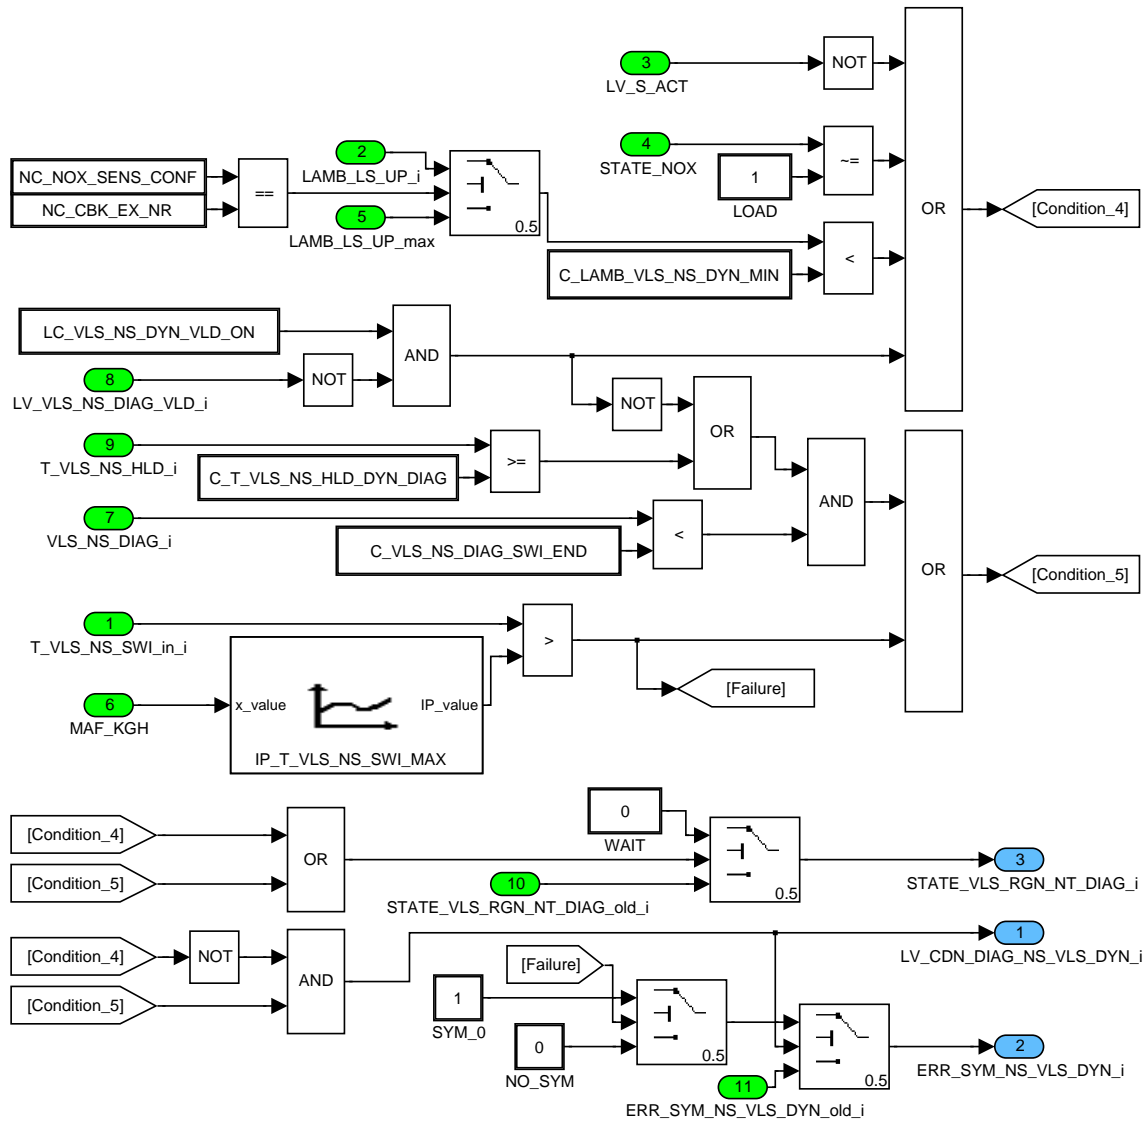 3
LV_S_ACT
NOT
4
STATE_NOX
1
LOAD
~=
NC_NOX_SENS_CONF
NC_CBK_EX_NR
==
2
LAMB_LS_UP_i
5
LAMB_LS_UP_max
0.5
C_LAMB_VLS_NS_DYN_MIN
<
OR
[Condition_4]
LC_VLS_NS_DYN_VLD_ON
8
LV_VLS_NS_DIAG_VLD_i
NOT
AND
NOT
9
T_VLS_NS_HLD_i
C_T_VLS_NS_HLD_DYN_DIAG
>=
OR
7
VLS_NS_DIAG_i
C_VLS_NS_DIAG_SWI_END
<
AND
OR
[Condition_5]
1
T_VLS_NS_SWI_in_i
>
[Failure]
6
MAF_KGH
x_value
IP_value
IP_T_VLS_NS_SWI_MAX
[Condition_4]
[Condition_5]
OR
0
WAIT
10
STATE_VLS_RGN_NT_DIAG_old_i
0.5
3
STATE_VLS_RGN_NT_DIAG_i
[Condition_4]
NOT
[Condition_5]
AND
1
LV_CDN_DIAG_NS_VLS_DYN_i
[Failure]
1
SYM_0
0
NO_SYM
0.5
11
ERR_SYM_NS_VLS_DYN_old_i
0.5
2
ERR_SYM_NS_VLS_DYN_i